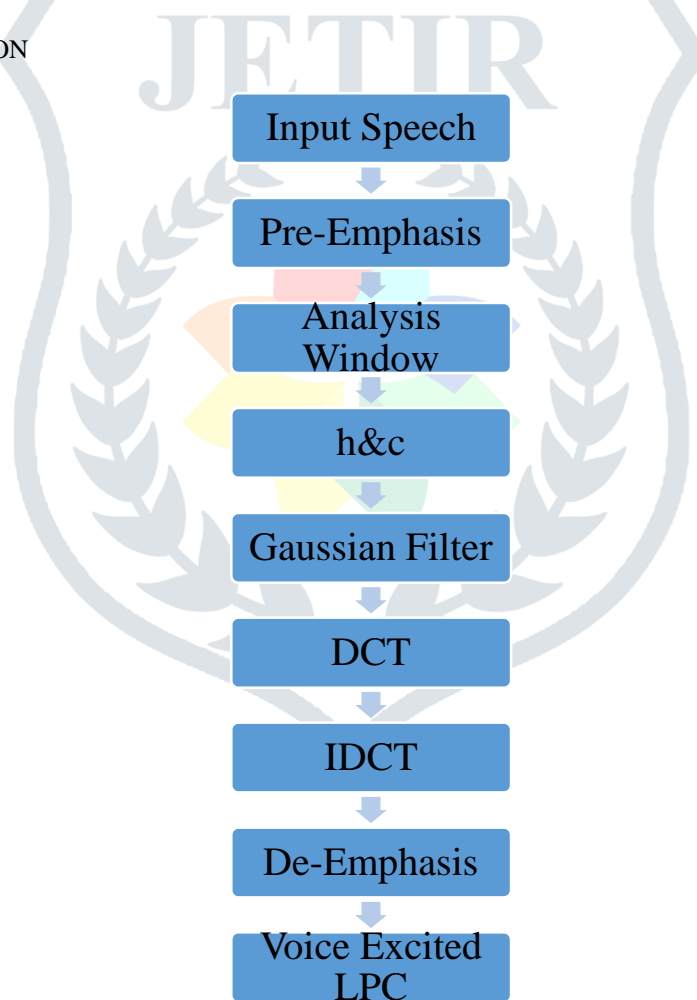 JETIR
ON
Input Speech
Pre-Emphasis
Analysis
Window
h&c
Gaussian Filter
DCT
IDCT
De-Emphasis
Voice Excited
LPC